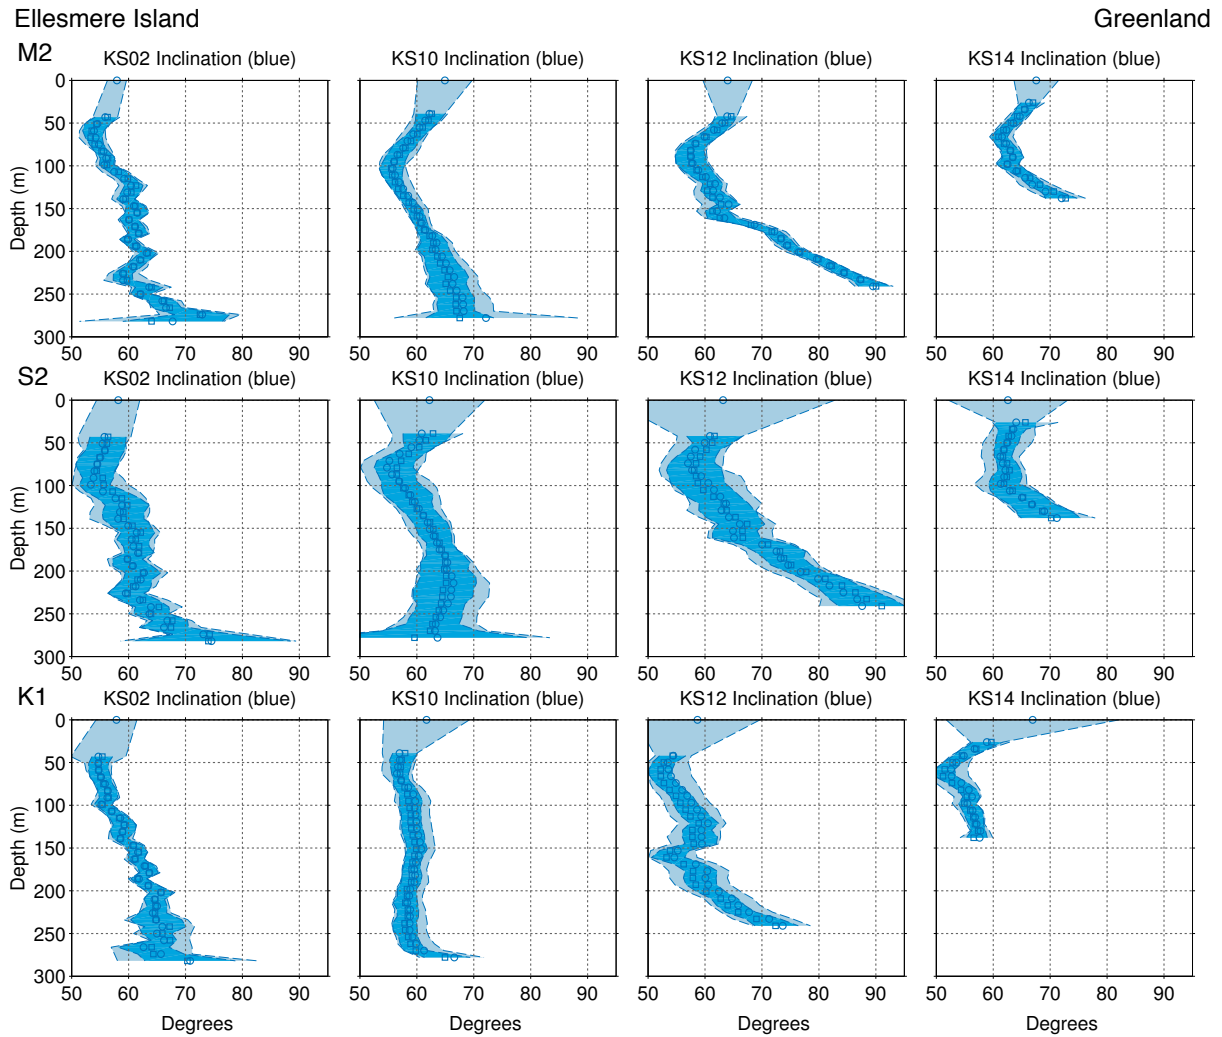 Ellesmere Island Greenland
M2
KS02 Inclination (blue) KS10 Inclination (blue) KS12 Inclination (blue) KS14 Inclination (blue)
0
50
100
150
200
250
300
Depth (m)
50 60 70 80 90 50 60 70 80 90 50 60 70 80 90 50 60 70 80 90
S2
KS02 Inclination (blue) KS10 Inclination (blue) KS12 Inclination (blue) KS14 Inclination (blue)
0
50
100
150
200
250
300
Depth (m)
50 60 70 80 90 50 60 70 80 90 50 60 70 80 90 50 60 70 80 90
K1
KS02 Inclination (blue) KS10 Inclination (blue) KS12 Inclination (blue) KS14 Inclination (blue)
0
50
100
150
200
250
300
Depth (m)
50 60 70 80 90 50 60 70 80 90 50 60 70 80 90 50 60 70 80 90
Degrees Degrees Degrees Degrees